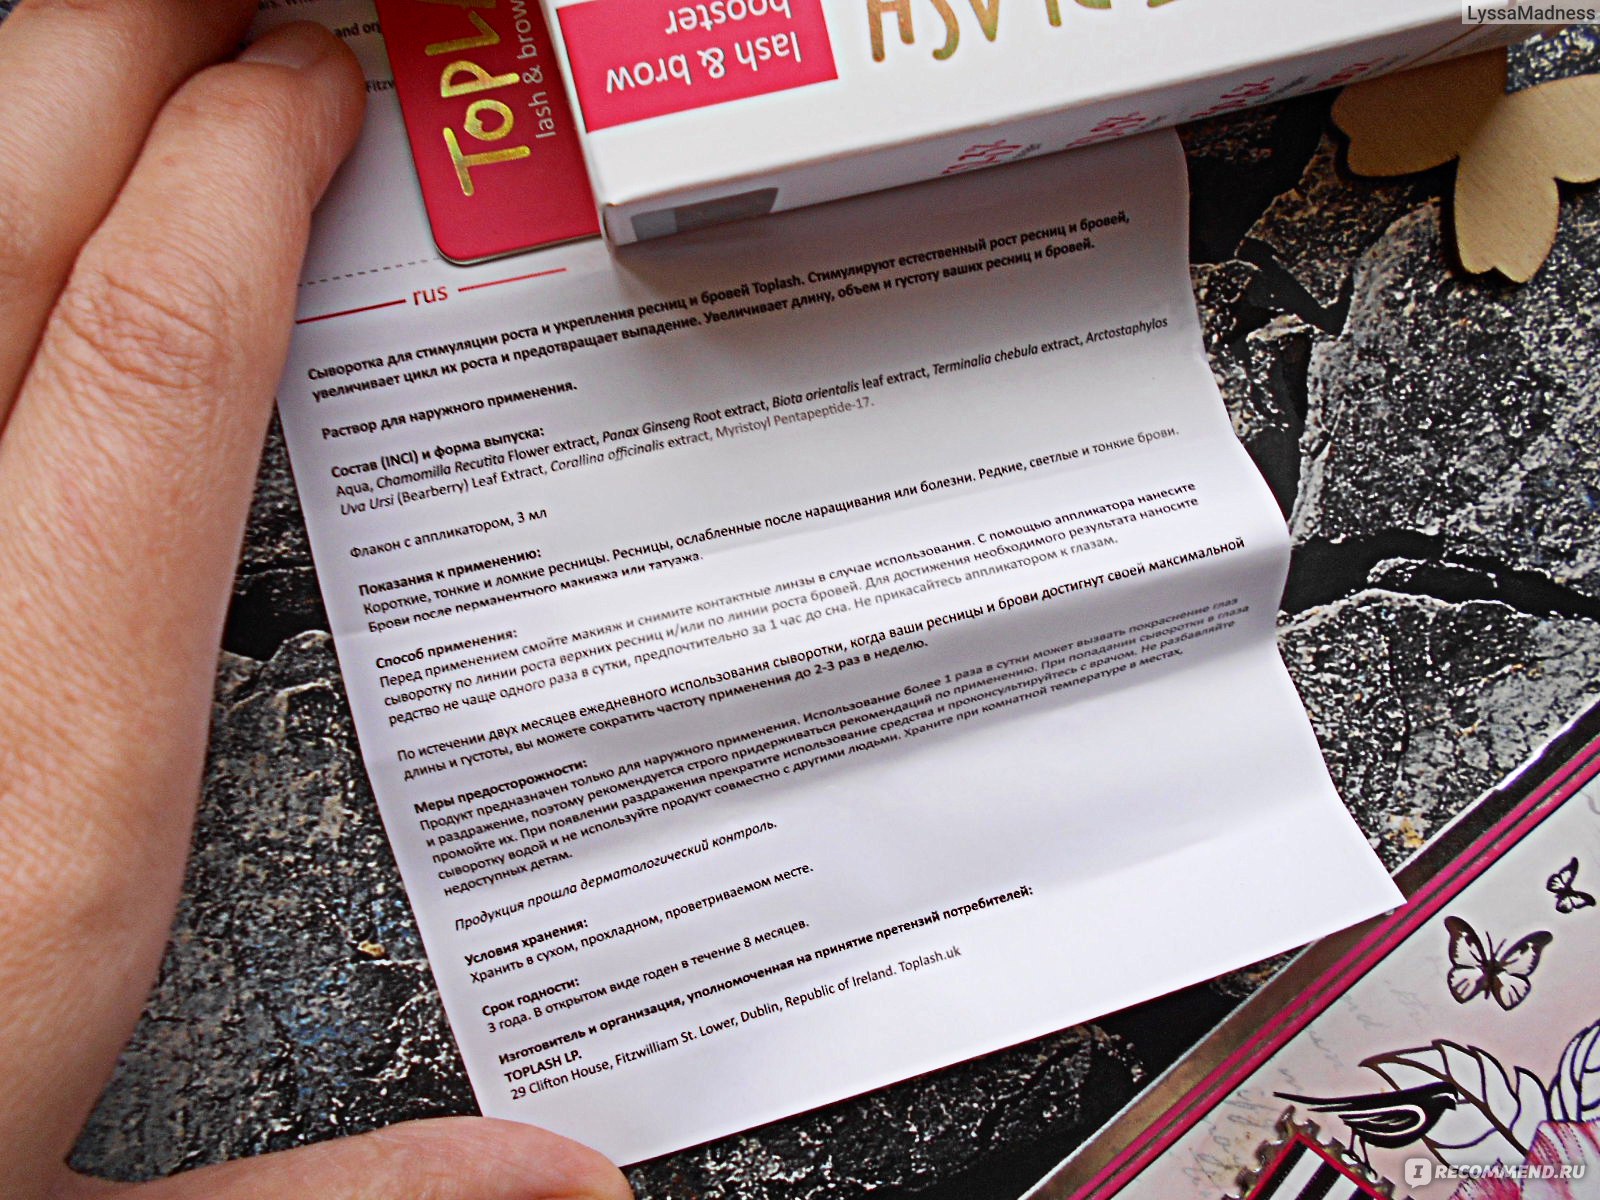 LyssaMadness
and org
Fitzw
TOPLA
lash & brow
lash & brow
booster
LASH
rus
Сыворотка для стимуляции роста и укрепления ресниц и бровей Toplash. Стимулируют естественный рост ресниц и бровей,
увеличивает цикл их роста и предотвращает выпадение. Увеличивает длину, объем и густоту ваших ресниц и бровей.
Раствор для наружного применения.
Состав (INCI) и форма выпуска:
Aqua, Chamomilla Recutita Flower extract, Panax Ginseng Root extract, Biota orientalis leaf extract, Terminalia chebula extract, Arctostaphylos
Uva Ursi (Bearberry) Leaf Extract, Corallina officinalis extract, Myristoyl Pentapeptide-17.
Флакон с аппликатором, 3 мл
Показания к применению:
Короткие, тонкие и ломкие ресницы. Ресницы, ослабленные после наращивания или болезни. Редкие, светлые и тонкие брови.
Брови после перманентного макияжа или татуажа.
Способ применения:
Перед применением смойте макияж и снимите контактные линзы в случае использования. С помощью аппликатора нанесите
сыворотку по линии роста верхних ресниц и/или по линии роста бровей. Для достижения необходимого результата наносите
редство не чаще одного раза в сутки, предпочтительно за 1 час до сна. Не прикасайтесь аппликатором к глазам.
По истечении двух месяцев ежедневного использования сыворотки, когда ваши ресницы и брови достигнут своей максимальной
длины и густоты, вы можете сократить частоту применения до 2-3 раз в неделю.
Меры предосторожности:
Продукт предназначен только для наружного применения. Использование более 1 раза в сутки может вызвать покраснение глаз
и раздражение, поэтому рекомендуется строго придерживаться рекомендаций по применению. При попадании сыворотки в глаза
промойте их. При появлении раздражения прекратите использование средства и проконсультируйтесь с врачом. Не разбавляйте
сыворотку водой и не используйте продукт совместно с другими людьми. Храните при комнатной температуре в местах,
недоступных детям.
Продукция прошла дерматологический контроль.
Условия хранения:
Хранить в сухом, прохладном, проветриваемом месте.
Срок годности:
3 года. В открытом виде годен в течение 8 месяцев.
Изготовитель и организация, уполномоченная на принятие претензий потребителей:
TOPLASH LP.
29 Clifton House, Fitzwilliam St. Lower, Dublin, Republic of Ireland. Toplash.uk
IRECOMMEND.RU